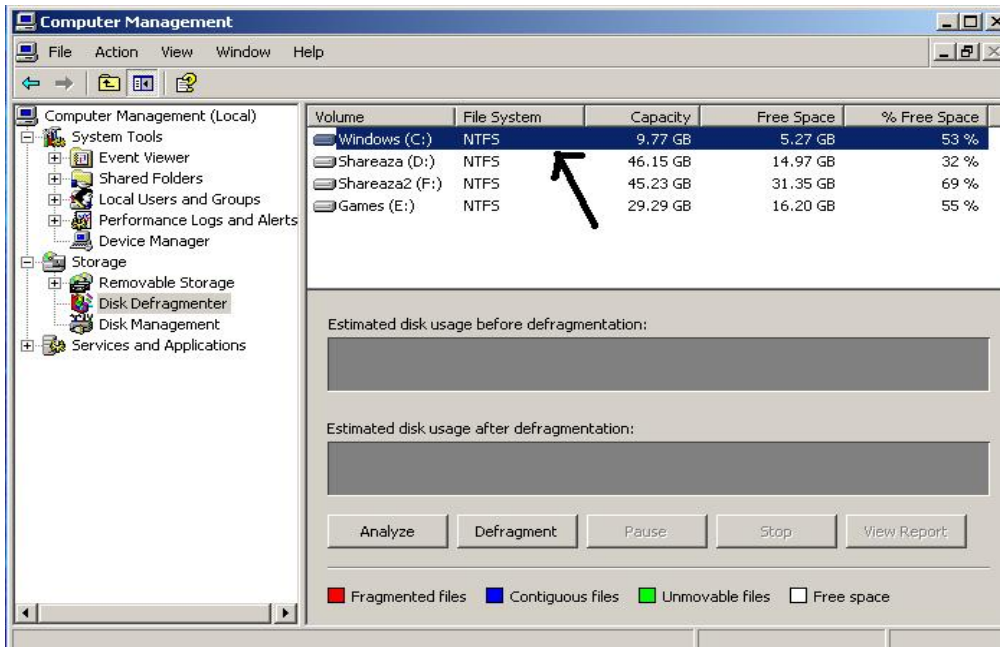 Computer Management
File Action View Window Help
Computer Management (Local)
System Tools
Event Viewer
Shared Folders
Local Users and Groups
Performance Logs and Alerts
Device Manager
Storage
Removable Storage
Disk Defragmenter
Disk Management
Services and Applications
Volume File System Capacity Free Space % Free Space
Windows (C:) NTFS 9.77 GB 5.27 GB 53 %
Shareaza (D:) NTFS 46.15 GB 14.97 GB 32 %
Shareaza2 (F:) NTFS 45.23 GB 31.35 GB 69 %
Games (E:) NTFS 29.29 GB 16.20 GB 55 %
Estimated disk usage before defragmentation:
Estimated disk usage after defragmentation:
Analyze Defragment Pause Stop View Report
Fragmented files Contiguous files Unmovable files Free space